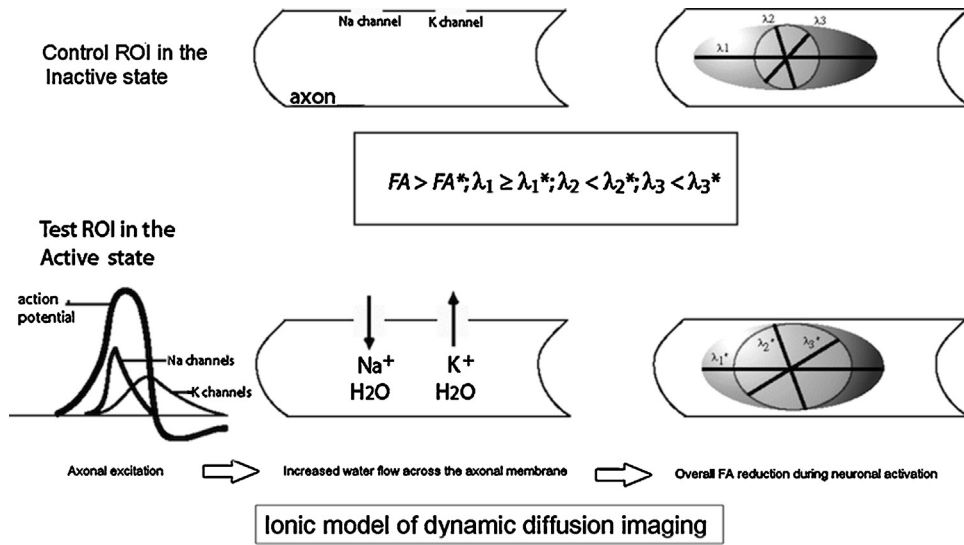 Control ROI in the
Inactive state
Na channel
K channel
axon
λ1
λ2
λ3
FA > FA*; λ1 ≥ λ1*; λ2 < λ2*; λ3 < λ3*
Test ROI in the
Active state
action
potential
Na channels
K channels
Na+
H2O
K+
H2O
λ1*
λ2*
λ3*
Axonal excitation
Increased water flow across the axonal membrane
Overall FA reduction during neuronal activation
Ionic model of dynamic diffusion imaging